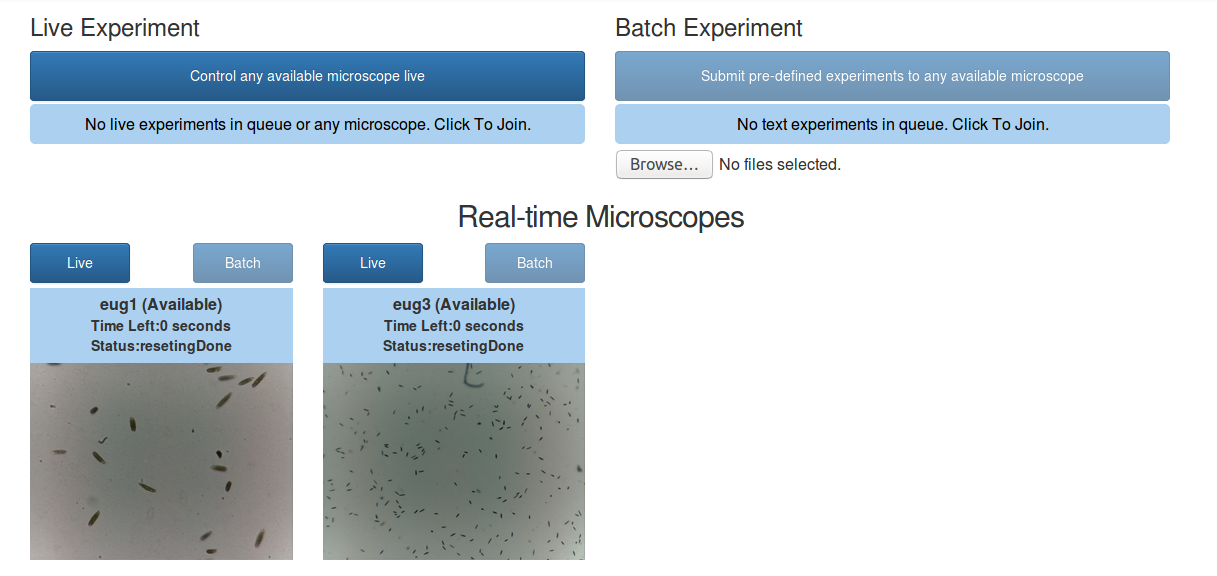 Live Experiment
Control any available microscope live
No live experiments in queue or any microscope. Click To Join.
Batch Experiment
Submit pre-defined experiments to any available microscope
No text experiments in queue. Click To Join.
Browse... No files selected.
Real-time Microscopes
Live Batch
eug1 (Available)
Time Left:0 seconds
Status:resetingDone
Live Batch
eug3 (Available)
Time Left:0 seconds
Status:resetingDone